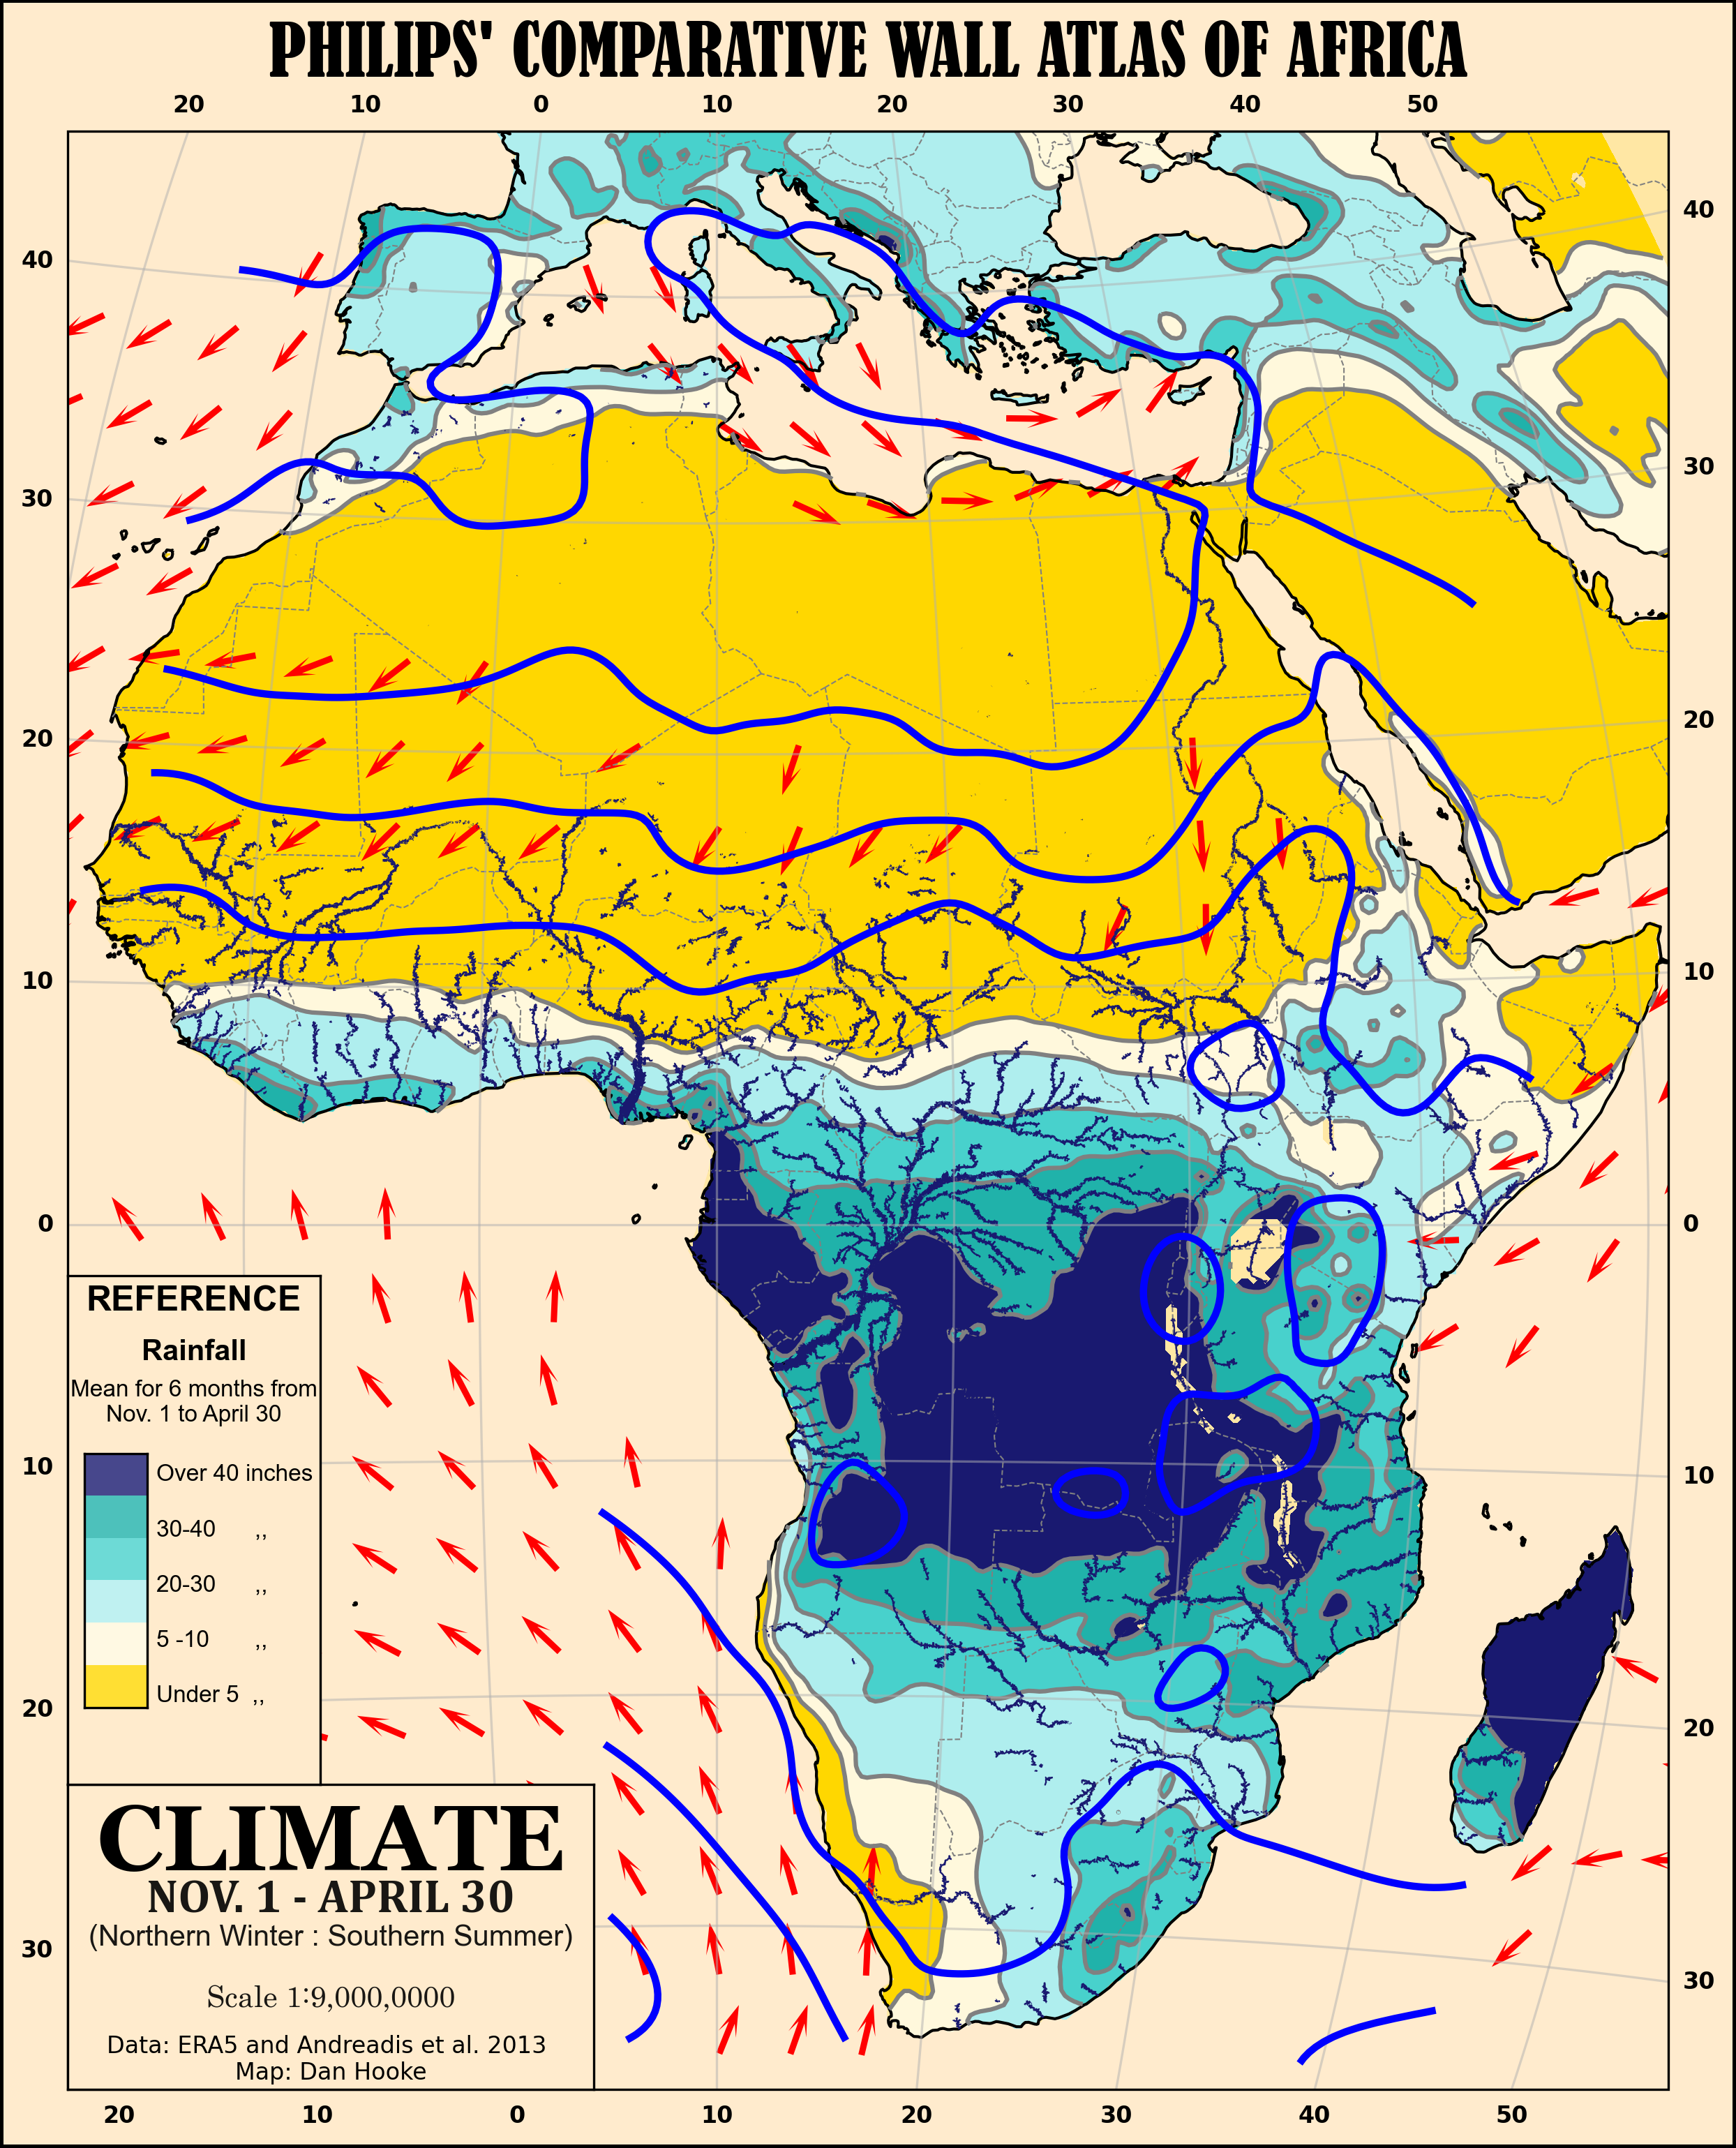 PHILIPS' COMPARATIVE WALL ATLAS OF AFRICA
20 10 0 10 20 30 40 50
40 40
30 30
20 20
10 10
0 0
REFERENCE
Rainfall
Mean for 6 months from
Nov. 1 to April 30
Over 40 inches
30-40 ,,
20-30 ,,
5 -10 ,,
Under 5 ,,
10 10
20 20
30 30
CLIMATE
NOV. 1 - APRIL 30
(Northern Winter : Southern Summer)
Scale 1:9,000,0000
Data: ERA5 and Andreadis et al. 2013
Map: Dan Hooke
20 10 0 10 20 30 40 50